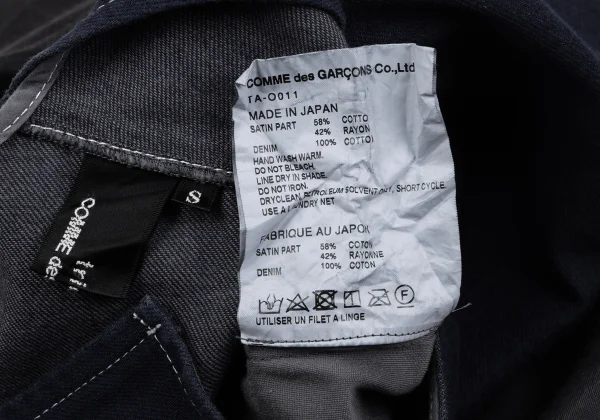 COMME des GARÇONS Co.,Ltd
TA-O011
MADE IN JAPAN
SATIN PART 58% COTTO
42% RAYON
DENIM 100% COTTO
HAND WASH WARM.
DO NOT BLEACH.
LINE DRY IN SHADE.
DO NOT IRON.
DRYCLEAN, PETROLEUM SOLVENT SHORT CYCLE.
USE A NET
FABRIQUE AU JAPON
SATIN PART 58% COTON
42% RAYONNE
DENIM 100% COTON
F
UTILISER UN FILET A LINGE
S
COMME
des